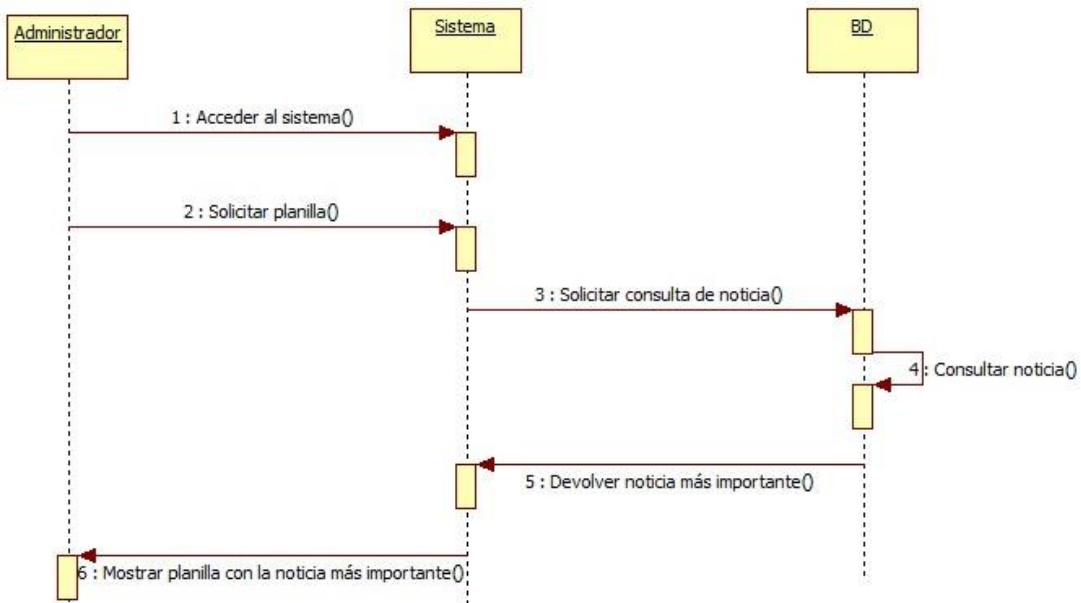 Administrador
Sistema
BD
1 : Acceder al sistema()
2 : Solicitar planilla()
3 : Solicitar consulta de noticia()
4 : Consultar noticia()
5 : Devolver noticia más importante()
6 : Mostrar planilla con la noticia más importante()